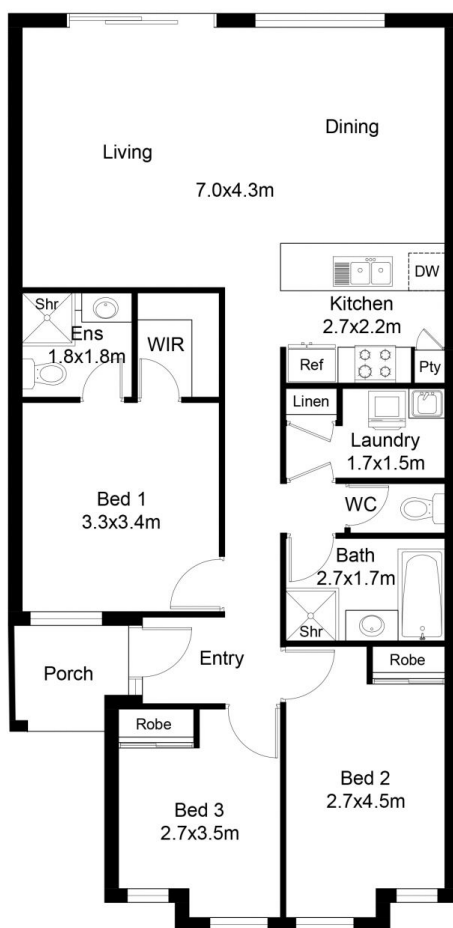 Dining
Living
7.0x4.3m
DW
Kitchen
2.7x2.2m
Shr
Ens
1.8x1.8m
WIR
Ref
Pty
Linen
Laundry
1.7x1.5m
Bed 1
3.3x3.4m
WC
Bath
2.7x1.7m
Shr
Porch
Entry
Robe
Robe
Bed 2
2.7x4.5m
Bed 3
2.7x3.5m